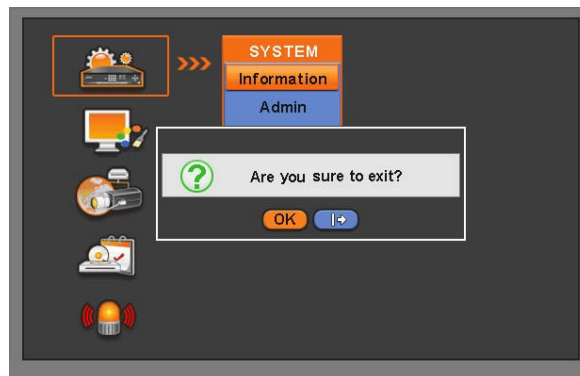 SYSTEM
Information
Admin
Are you sure to exit?
OK